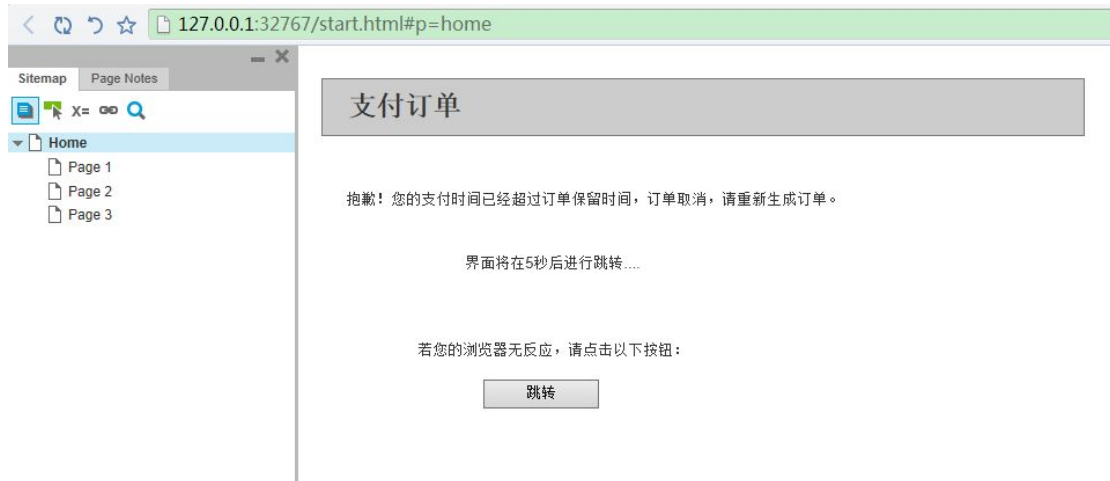 127.0.0.1:32767/start.html#p=home
Sitemap
Page Notes
X=
Home
Page 1
Page 2
Page 3
支付订单
抱歉！您的支付时间已经超过订单保留时间，订单取消，请重新生成订单。
界面将在5秒后进行跳转....
若您的浏览器无反应，请点击以下按钮：
跳转